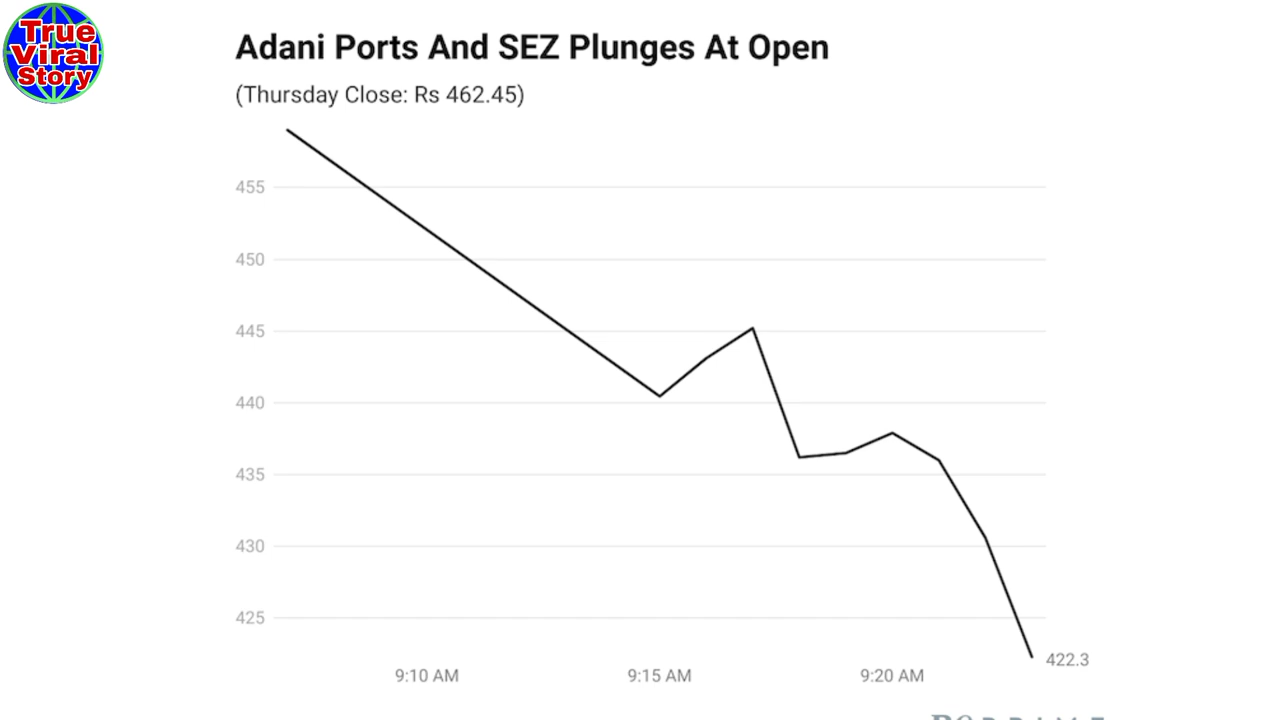 True
Viral
Story
Adani Ports And SEZ Plunges At Open
(Thursday Close: Rs 462.45)
455
450
445
440
435
430
425
422.3
9:10 AM
9:15 AM
9:20 AM